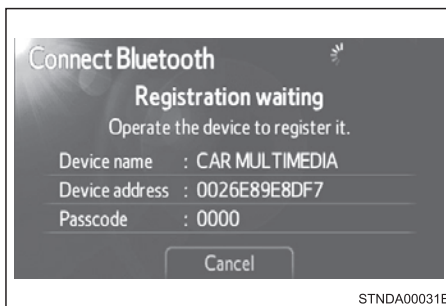 Connect Bluetooth
Registration waiting
Operate the device to register it.
Device name : CAR MULTIMEDIA
Device address : 0026E89E8DF7
Passcode : 0000
Cancel
STNDA00031E